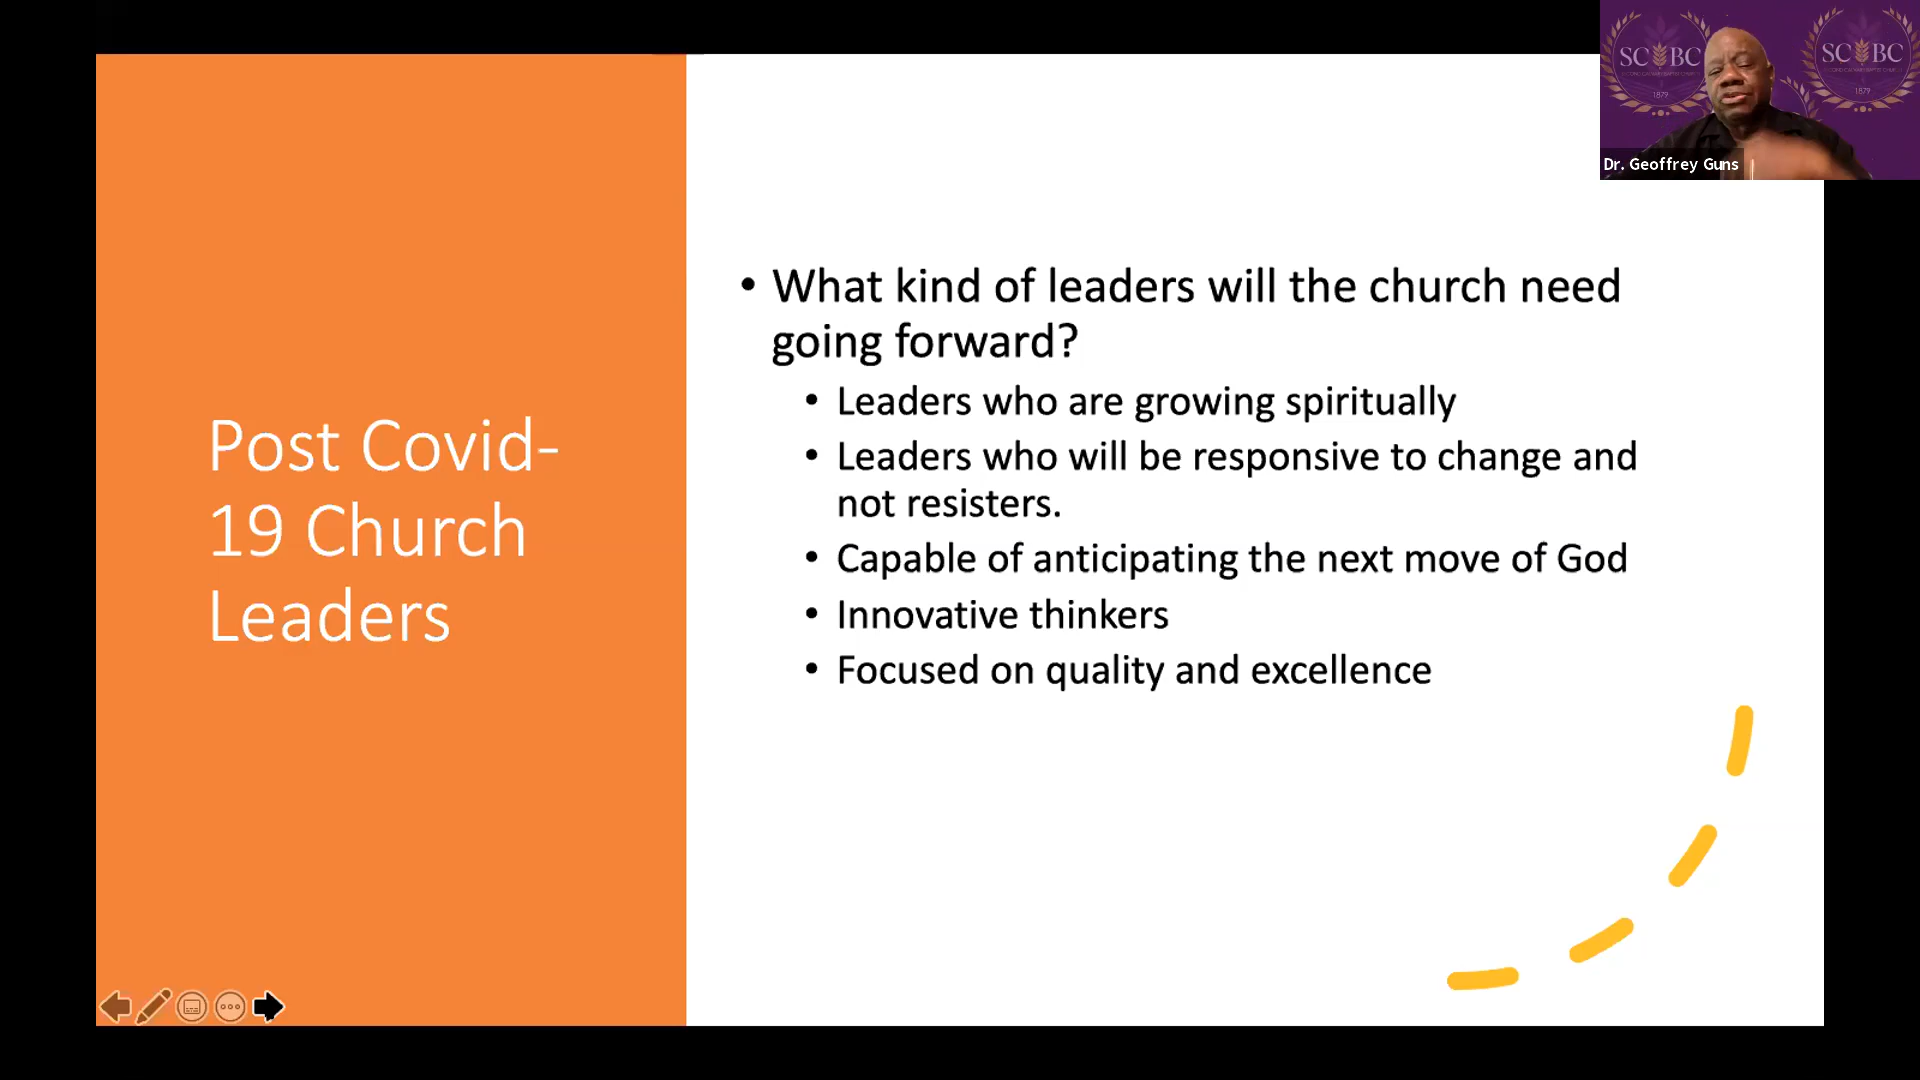 SC BC
1879
SC BC
1879
Dr. Geoffrey Guns
Post Covid-
19 Church
Leaders
• What kind of leaders will the church need
going forward?
• Leaders who are growing spiritually
• Leaders who will be responsive to change and
not resisters.
• Capable of anticipating the next move of God
• Innovative thinkers
• Focused on quality and excellence